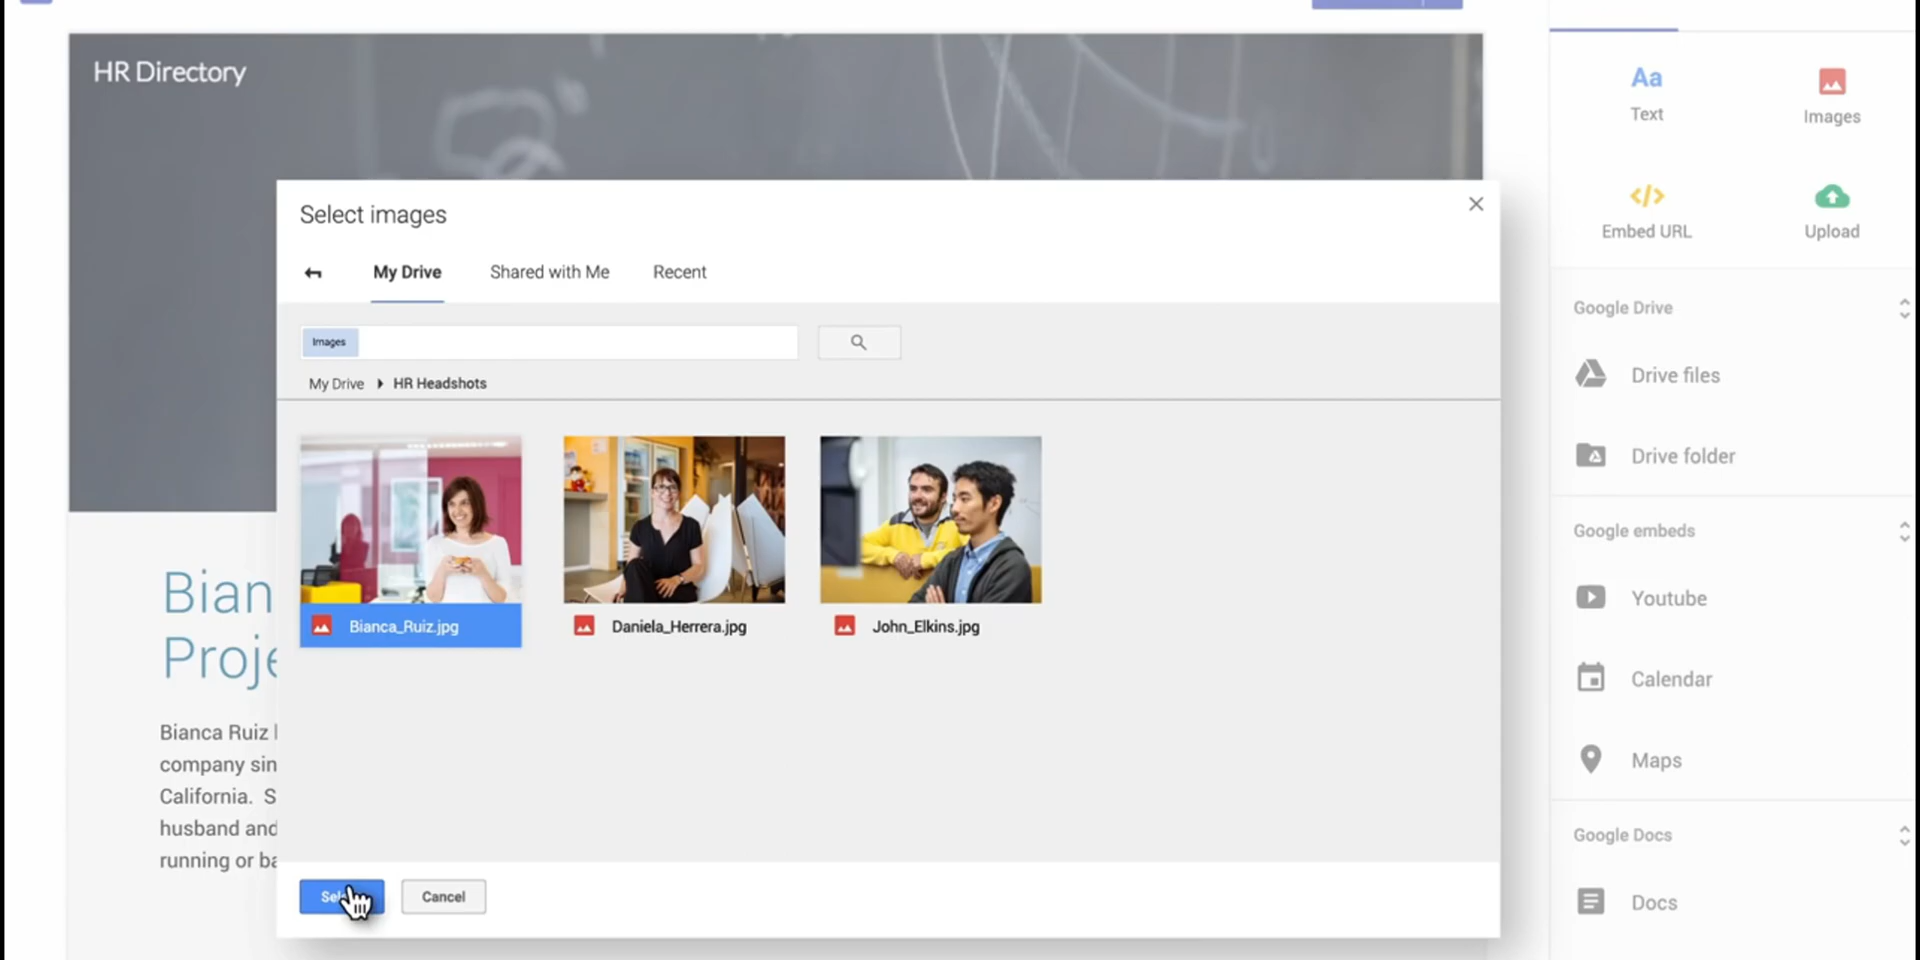 HR Directory
Aa
Text
Images
Embed URL
Upload
Select images
My Drive
Shared with Me
Recent
Images
My Drive
HR Headshots
Bianca_Ruiz.jpg
Daniela_Herrera.jpg
John_Elkins.jpg
Cancel
Bian
Proje
Bianca Ruiz
company sin
California. S
husband and
running or ba
Google Drive
Drive files
Drive folder
Google embeds
Youtube
Calendar
Maps
Google Docs
Docs